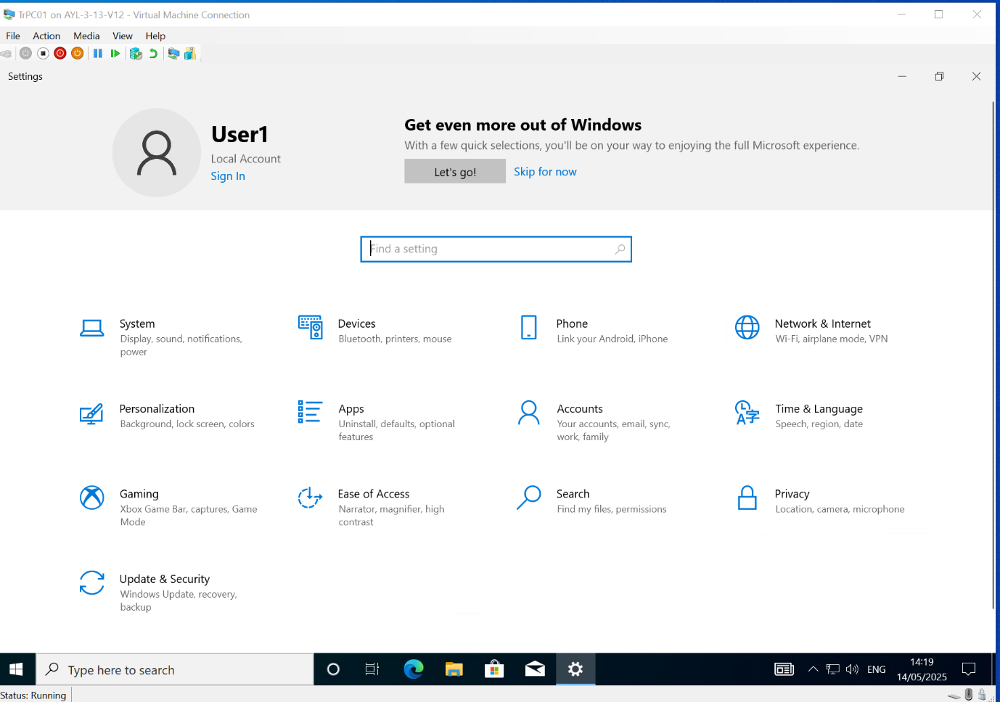 TrPC01 on AYL-3-13-V12 - Virtual Machine Connection
File Action Media View Help
Settings
User1
Local Account
Sign In
Get even more out of Windows
With a few quick selections, you'll be on your way to enjoying the full Microsoft experience.
Let's go! Skip for now
Find a setting
System
Display, sound, notifications,
power
Devices
Bluetooth, printers, mouse
Phone
Link your Android, iPhone
Network & Internet
Wi-Fi, airplane mode, VPN
Personalization
Background, lock screen, colors
Apps
Uninstall, defaults, optional
features
Accounts
Your accounts, email, sync,
work, family
Time & Language
Speech, region, date
Gaming
Xbox Game Bar, captures, Game
Mode
Ease of Access
Narrator, magnifier, high
contrast
Search
Find my files, permissions
Privacy
Location, camera, microphone
Update & Security
Windows Update, recovery,
backup
Type here to search
ENG
14:19
14/05/2025
Status: Running